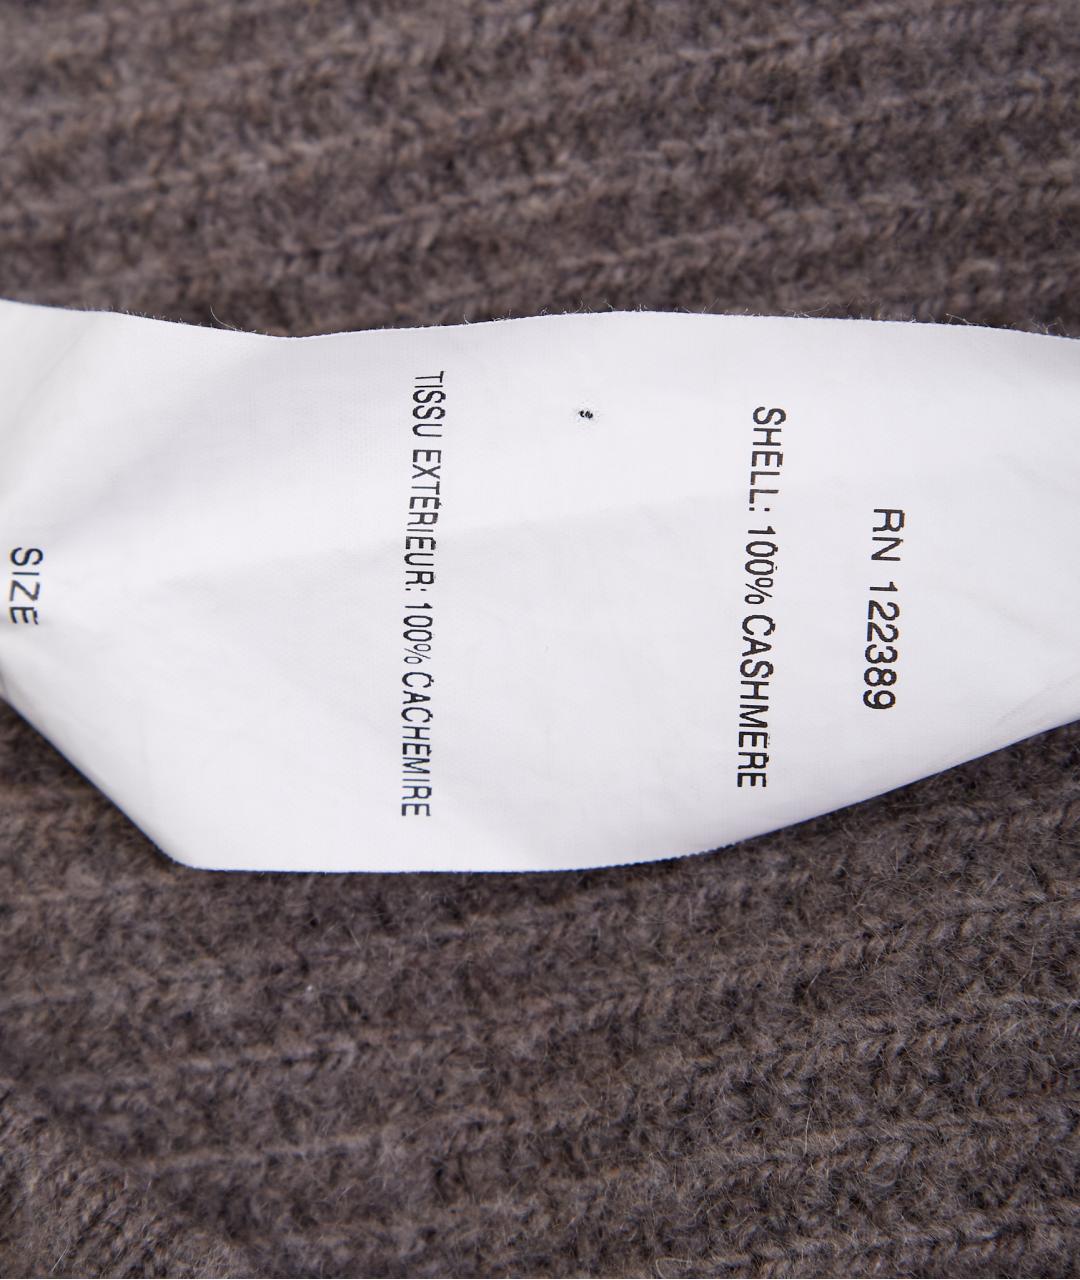 RN 122389
SHELL: 100% CASHMERE
TISSU EXTÉRIEUR: 100% CACHEMIRE
SIZE